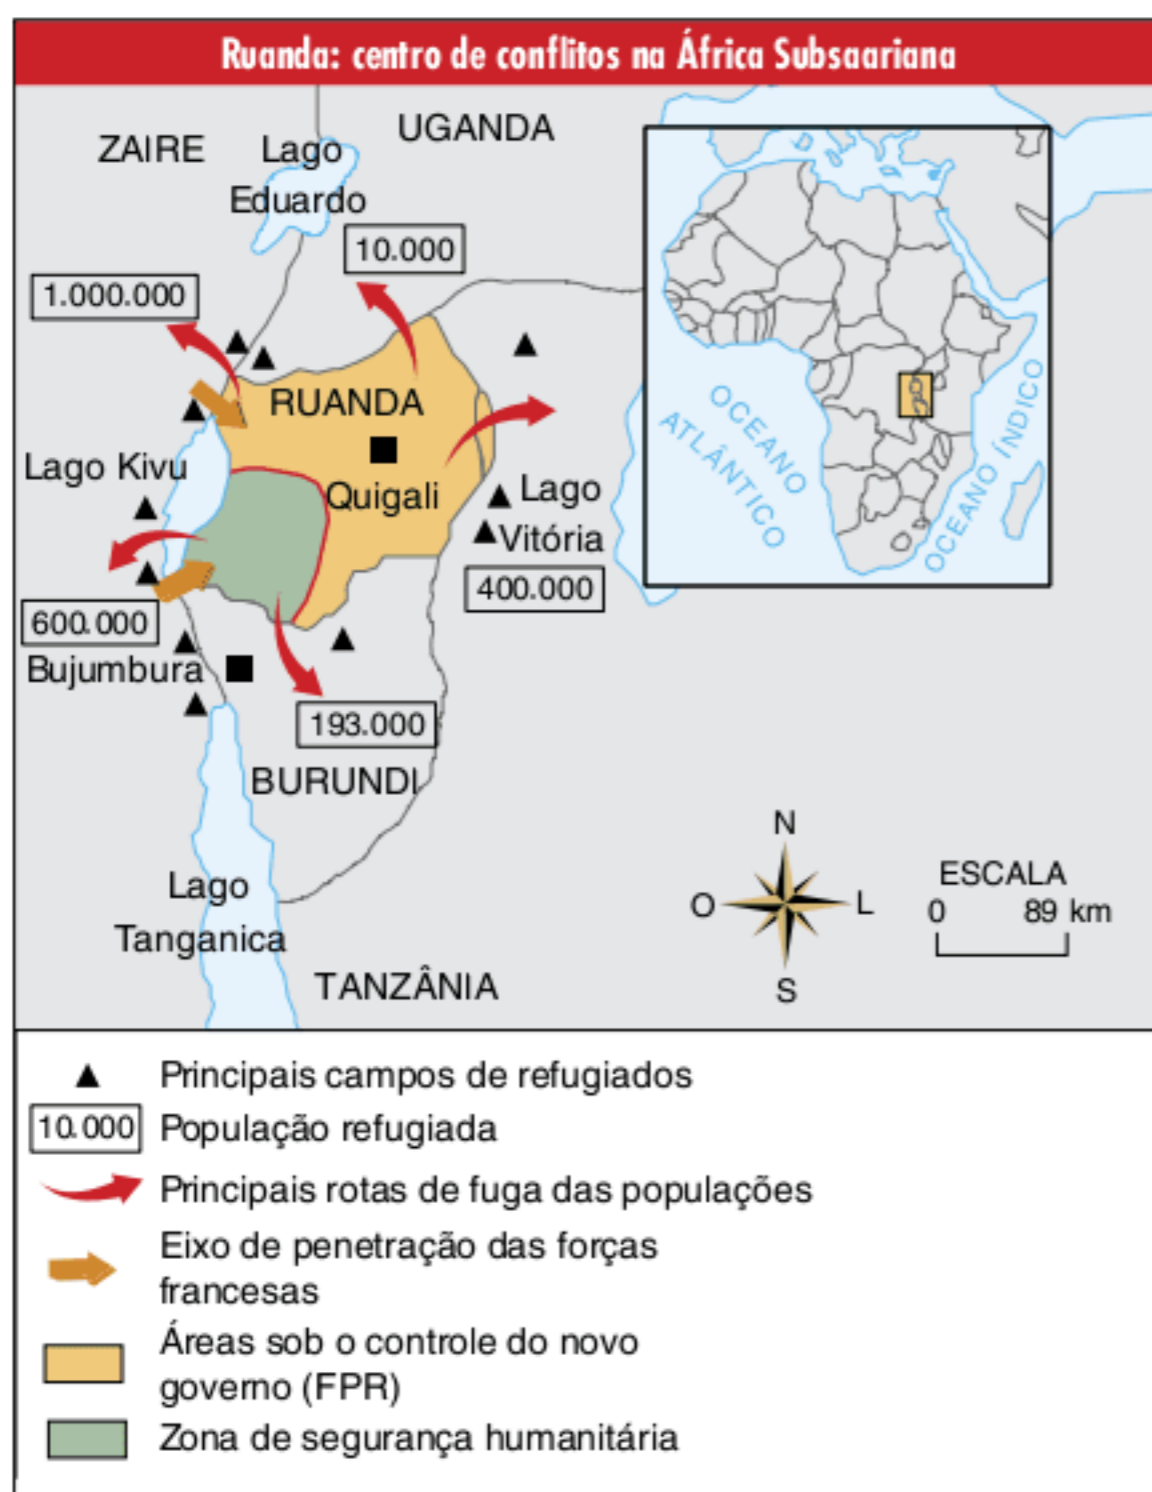 Ruanda: centro de conflitos na África Subsaariana
ZAIRE
UGANDA
Lago
Eduardo
10.000
1.000.000
RUANDA
Quigali
Lago Kivu
Lago
Vitória
400.000
600.000
Bujumbura
193.000
BURUNDI
Lago
Tanganica
TANZÂNIA
OCEANO
ATLÂNTICO
OCEANO ÍNDICO
N
O
L
S
ESCALA
0 89 km
Principais campos de refugiados
10.000 População refugiada
Principais rotas de fuga das populações
Eixo de penetração das forças
francesas
Áreas sob o controle do novo
governo (FPR)
Zona de segurança humanitária